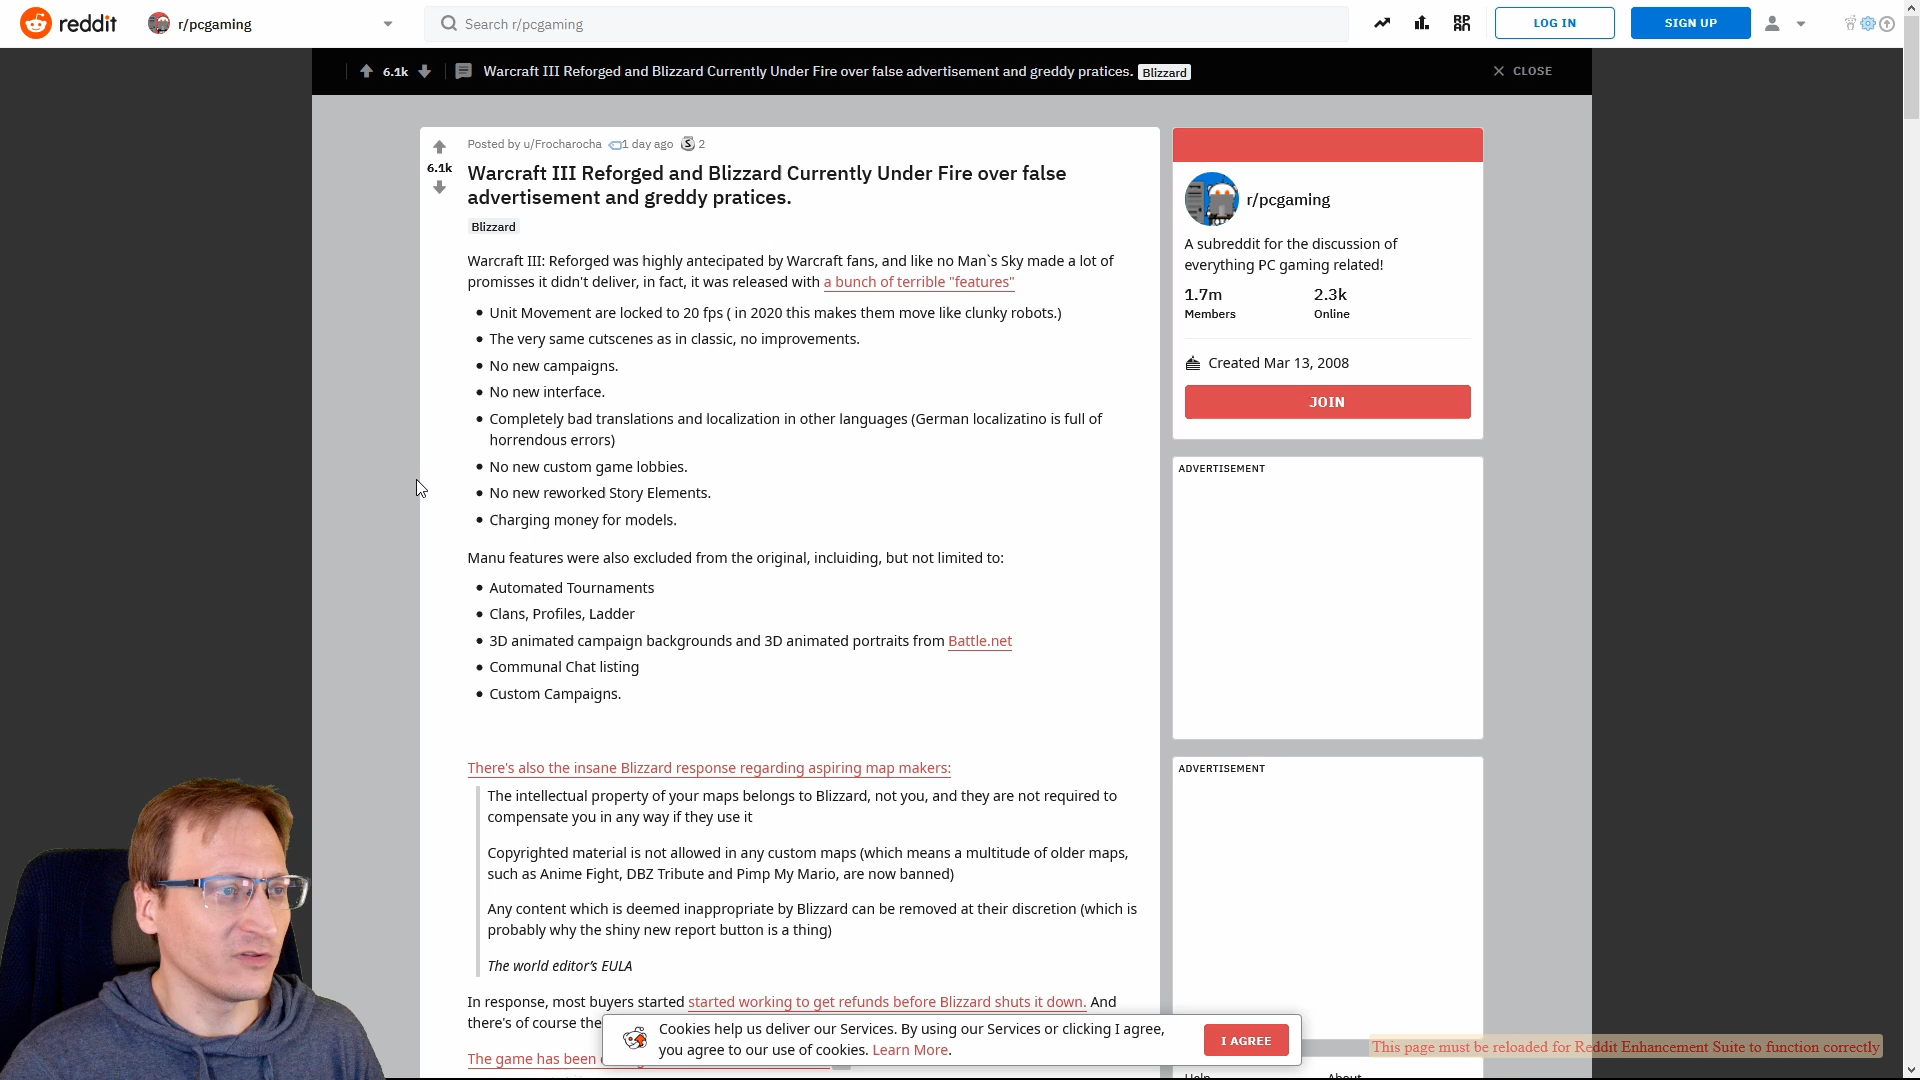 reddit
r/pcgaming
Search r/pcgaming
LOG IN
SIGN UP
6.1k
Warcraft III Reforged and Blizzard Currently Under Fire over false advertisement and greddy pratices. Blizzard
CLOSE
Posted by u/Frocharocha 1 day ago S 2
6.1k
Warcraft III Reforged and Blizzard Currently Under Fire over false
advertisement and greddy pratices.
Blizzard
Warcraft III: Reforged was highly antecipated by Warcraft fans, and like no Man`s Sky made a lot of
promises it didn't deliver, in fact, it was released with a bunch of terrible "features"
• Unit Movement are locked to 20 fps ( in 2020 this makes them move like clunky robots.)
• The very same cutscenes as in classic, no improvements.
• No new campaigns.
• No new interface.
• Completely bad translations and localization in other languages (German localizatino is full of
horrendous errors)
• No new custom game lobbies.
• No new reworked Story Elements.
• Charging money for models.
Manu features were also excluded from the original, incluiding, but not limited to:
• Automated Tournaments
• Clans, Profiles, Ladder
• 3D animated campaign backgrounds and 3D animated portraits from Battle.net
• Communal Chat listing
• Custom Campaigns.
There's also the insane Blizzard response regarding aspiring map makers:
The intellectual property of your maps belongs to Blizzard, not you, and they are not required to
compensate you in any way if they use it
Copyrighted material is not allowed in any custom maps (which means a multitude of older maps,
such as Anime Fight, DBZ Tribute and Pimp My Mario, are now banned)
Any content which is deemed inappropriate by Blizzard can be removed at their discretion (which is
probably why the shiny new report button is a thing)
The world editor's EULA
In response, most buyers started started working to get refunds before Blizzard shuts it down. And
there's of course the
The game has been
r/pcgaming
A subreddit for the discussion of
everything PC gaming related!
1.7m
Members
2.3k
Online
Created Mar 13, 2008
JOIN
ADVERTISEMENT
ADVERTISEMENT
Help
About
Cookies help us deliver our Services. By using our Services or clicking I agree,
you agree to our use of cookies. Learn More.
I AGREE
This page must be reloaded for Reddit Enhancement Suite to function correctly